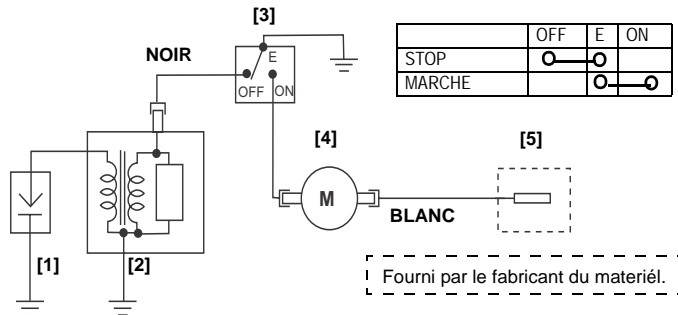 [3]
OFF E ON
STOP
MARCHE
NOIR
E
OFF ON
[4]
[5]
M
BLANC
[1]
[2]
Fourni par le fabricant du materiél.